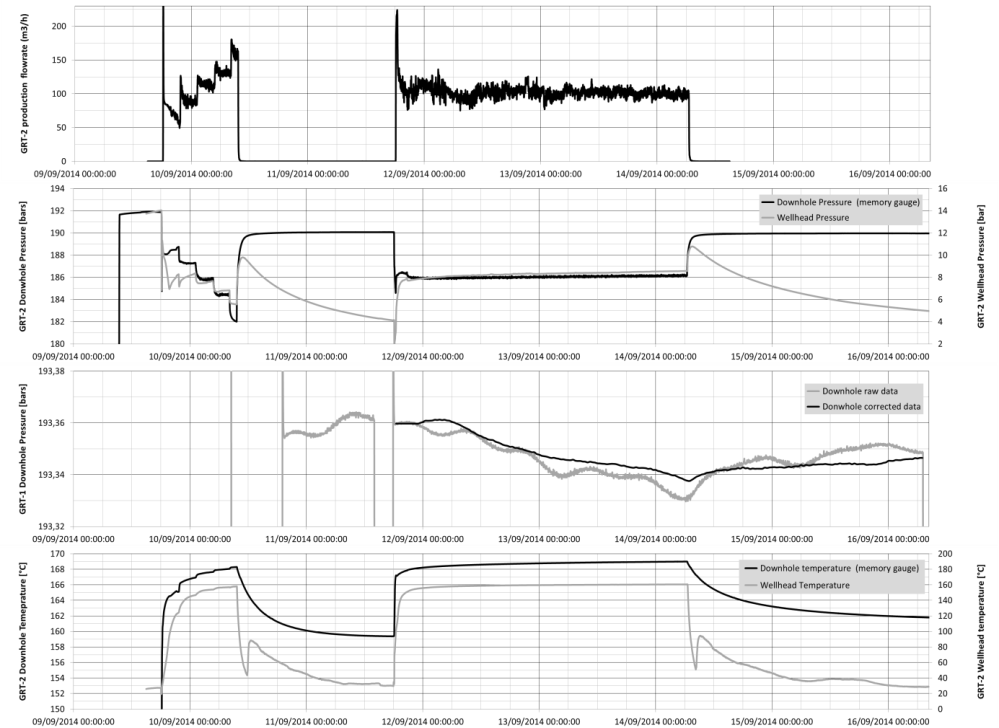 GRT-2 production flowrate (m3/h)
200
150
100
50
0
09/09/2014 00:00:00 10/09/2014 00:00:00 11/09/2014 00:00:00 12/09/2014 00:00:00 13/09/2014 00:00:00 14/09/2014 00:00:00 15/09/2014 00:00:00 16/09/2014 00:00:00
GRT-2 Donwhole Pressure [bars]
194
192
190
188
186
184
182
180
Downhole Pressure (memory gauge)
Wellhead Pressure
16
14
12
10
8
6
4
2
GRT-2 Wellhead Pressure [bar]
09/09/2014 00:00:00 10/09/2014 00:00:00 11/09/2014 00:00:00 12/09/2014 00:00:00 13/09/2014 00:00:00 14/09/2014 00:00:00 15/09/2014 00:00:00 16/09/2014 00:00:00
GRT-1 Downhole Pressure [bars]
193,38
193,36
193,34
193,32
Downhole raw data
Donwhole corrected data
09/09/2014 00:00:00 10/09/2014 00:00:00 11/09/2014 00:00:00 12/09/2014 00:00:00 13/09/2014 00:00:00 14/09/2014 00:00:00 15/09/2014 00:00:00 16/09/2014 00:00:00
GRT-2 Downhole Temeperature [°C]
170
168
166
164
162
160
158
156
154
152
150
Downhole temperature (memory gauge)
Wellhead Temperature
200
180
160
140
120
100
80
60
40
20
0
GRT-2 Wellhead temperature [°C]
09/09/2014 00:00:00 10/09/2014 00:00:00 11/09/2014 00:00:00 12/09/2014 00:00:00 13/09/2014 00:00:00 14/09/2014 00:00:00 15/09/2014 00:00:00 16/09/2014 00:00:00